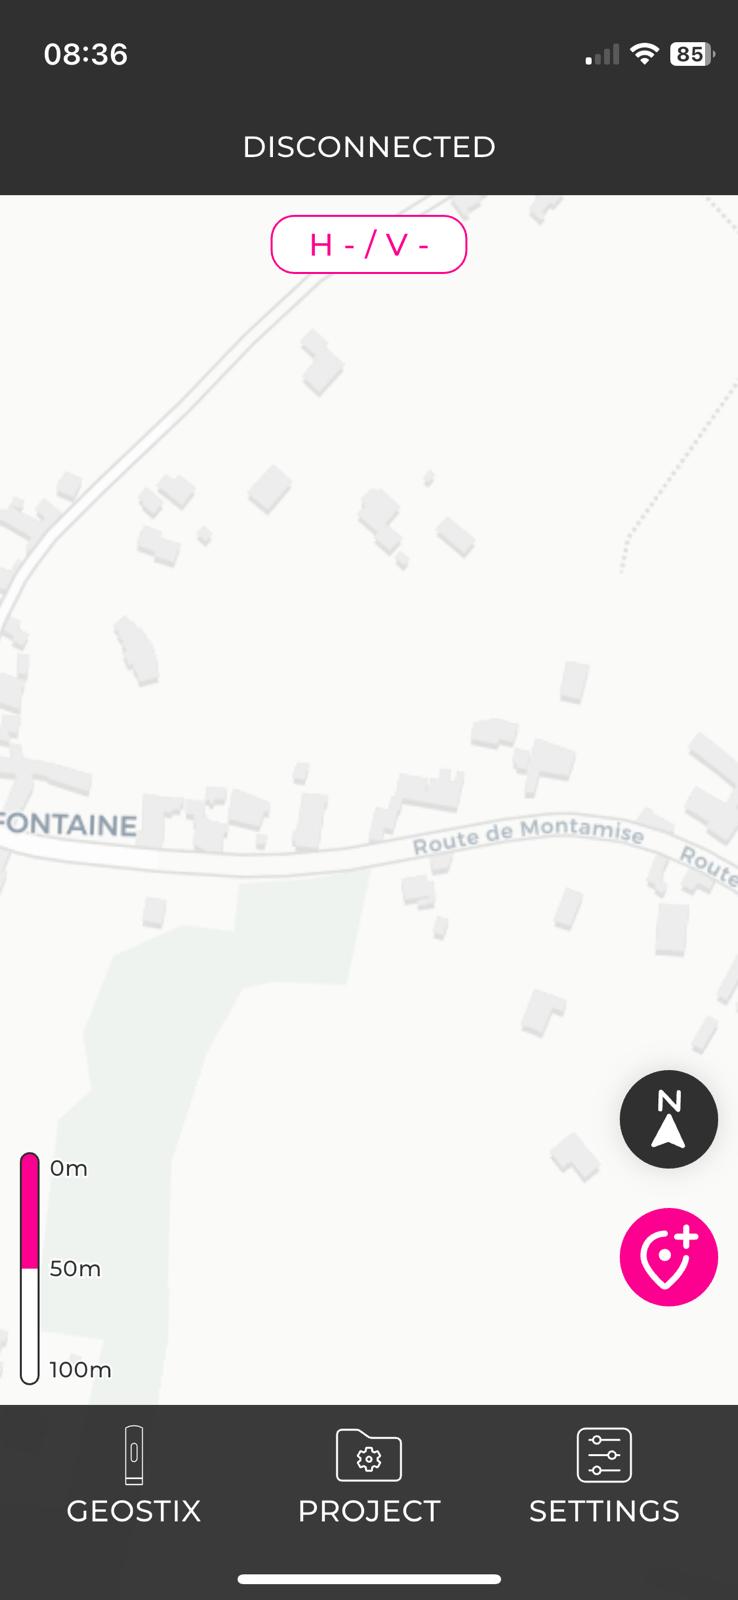 08:36
85
DISCONNECTED
H - / V -
FONTAINE
Route de Montamise
Route
N
0m
50m
100m
GEOSTIX
PROJECT
SETTINGS